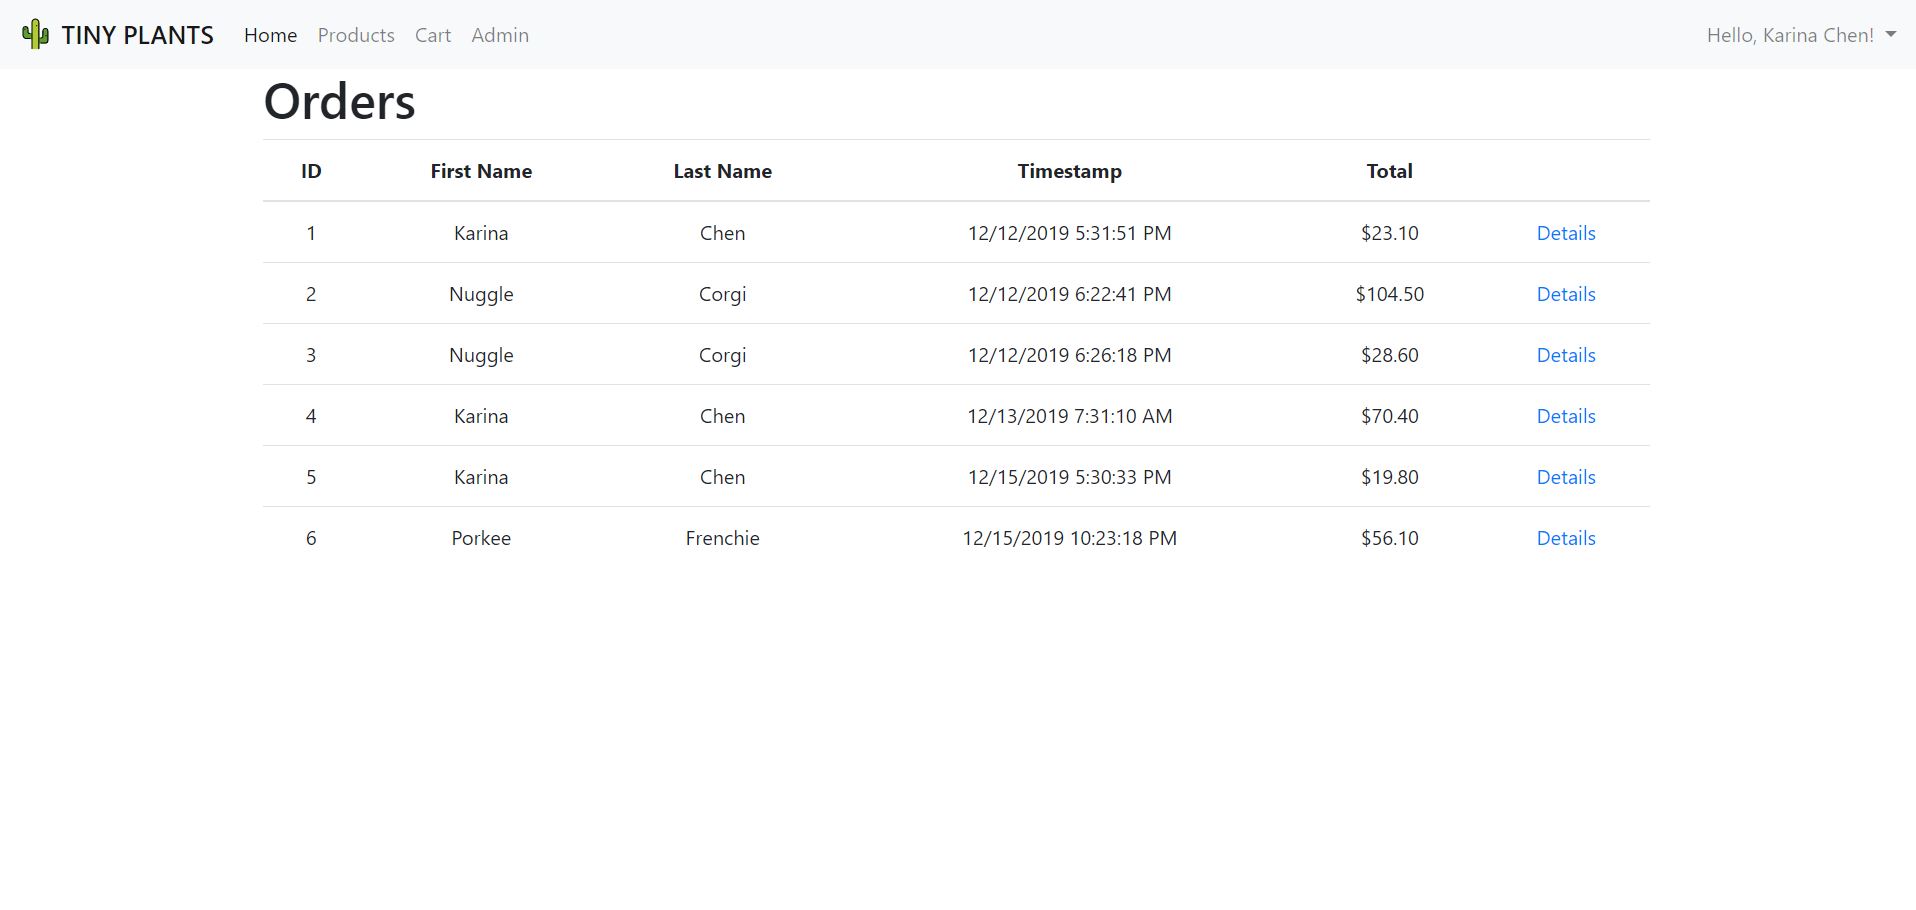 TINY PLANTS Home Products Cart Admin Hello, Karina Chen!
Orders
ID First Name Last Name Timestamp Total
1 Karina Chen 12/12/2019 5:31:51 PM $23.10 Details
2 Nuggle Corgi 12/12/2019 6:22:41 PM $104.50 Details
3 Nuggle Corgi 12/12/2019 6:26:18 PM $28.60 Details
4 Karina Chen 12/13/2019 7:31:10 AM $70.40 Details
5 Karina Chen 12/15/2019 5:30:33 PM $19.80 Details
6 Porkee Frenchie 12/15/2019 10:23:18 PM $56.10 Details